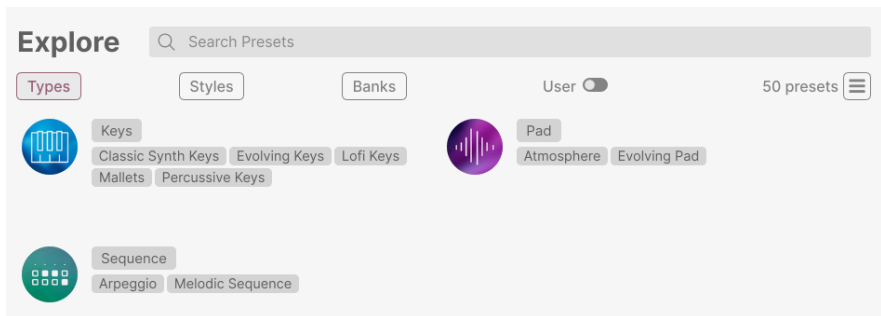 Explore Search Presets
Types Styles Banks User 50 presets
Keys
Classic Synth Keys Evolving Keys Lofi Keys
Mallets Percussive Keys
Pad
Atmosphere Evolving Pad
Sequence
Arpeggio Melodic Sequence